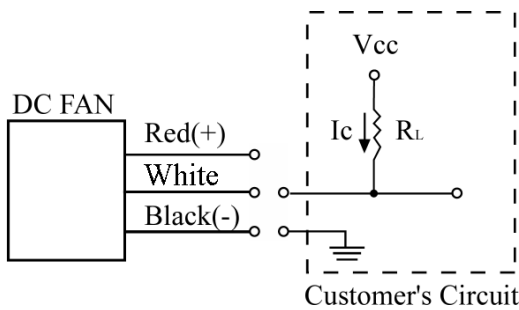 Vcc
DC FAN
Red(+)
Ic
RL
White
Black(-)
Customer's Circuit